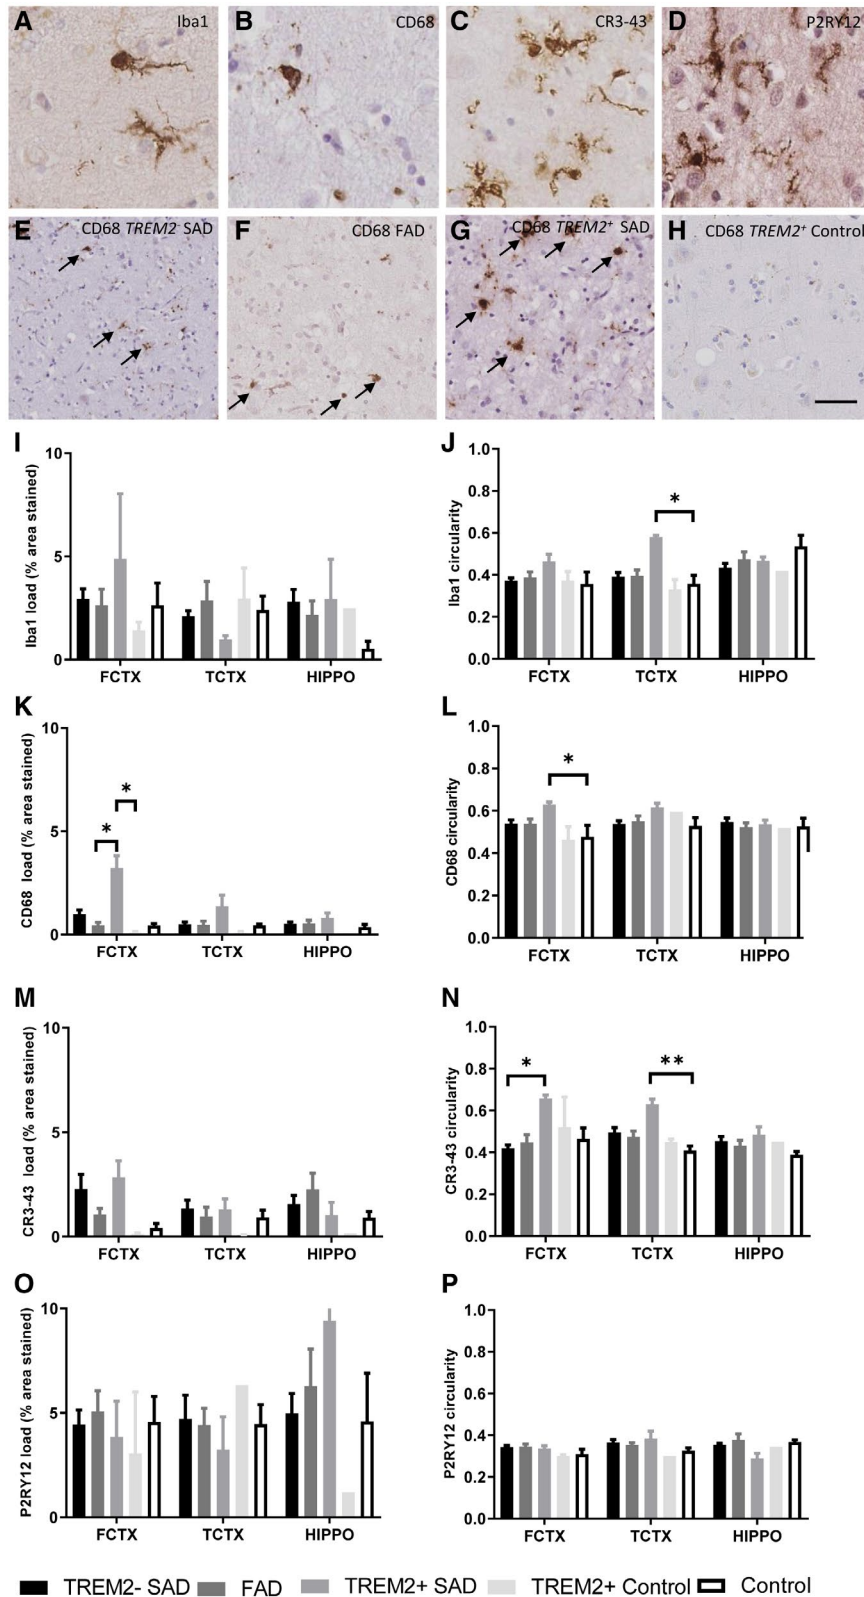 A Iba1
B CD68
C CR3-43
D P2RY12
E CD68 TREM2- SAD
F CD68 FAD
G CD68 TREM2+ SAD
H CD68 TREM2+ Control
I
Iba1 load (% area stained)
10
5
0
FCTX TCTX HIPPO
J
Iba1 circularity
1.0
0.8
0.6
0.4
0.2
0.0
*
FCTX TCTX HIPPO
K
CD68 load (% area stained)
10
5
0
*
*
FCTX TCTX HIPPO
L
CD68 circularity
1.0
0.8
0.6
0.4
0.2
0.0
*
FCTX TCTX HIPPO
M
CR3-43 load (% area stained)
10
5
0
FCTX TCTX HIPPO
N
CR3-43 circularity
1.0
0.8
0.6
0.4
0.2
0.0
*
**
FCTX TCTX HIPPO
O
P2RY12 load (% area stained)
10
5
0
FCTX TCTX HIPPO
P
P2RY12 circularity
1.0
0.8
0.6
0.4
0.2
0.0
FCTX TCTX HIPPO
TREM2- SAD FAD TREM2+ SAD TREM2+ Control Control